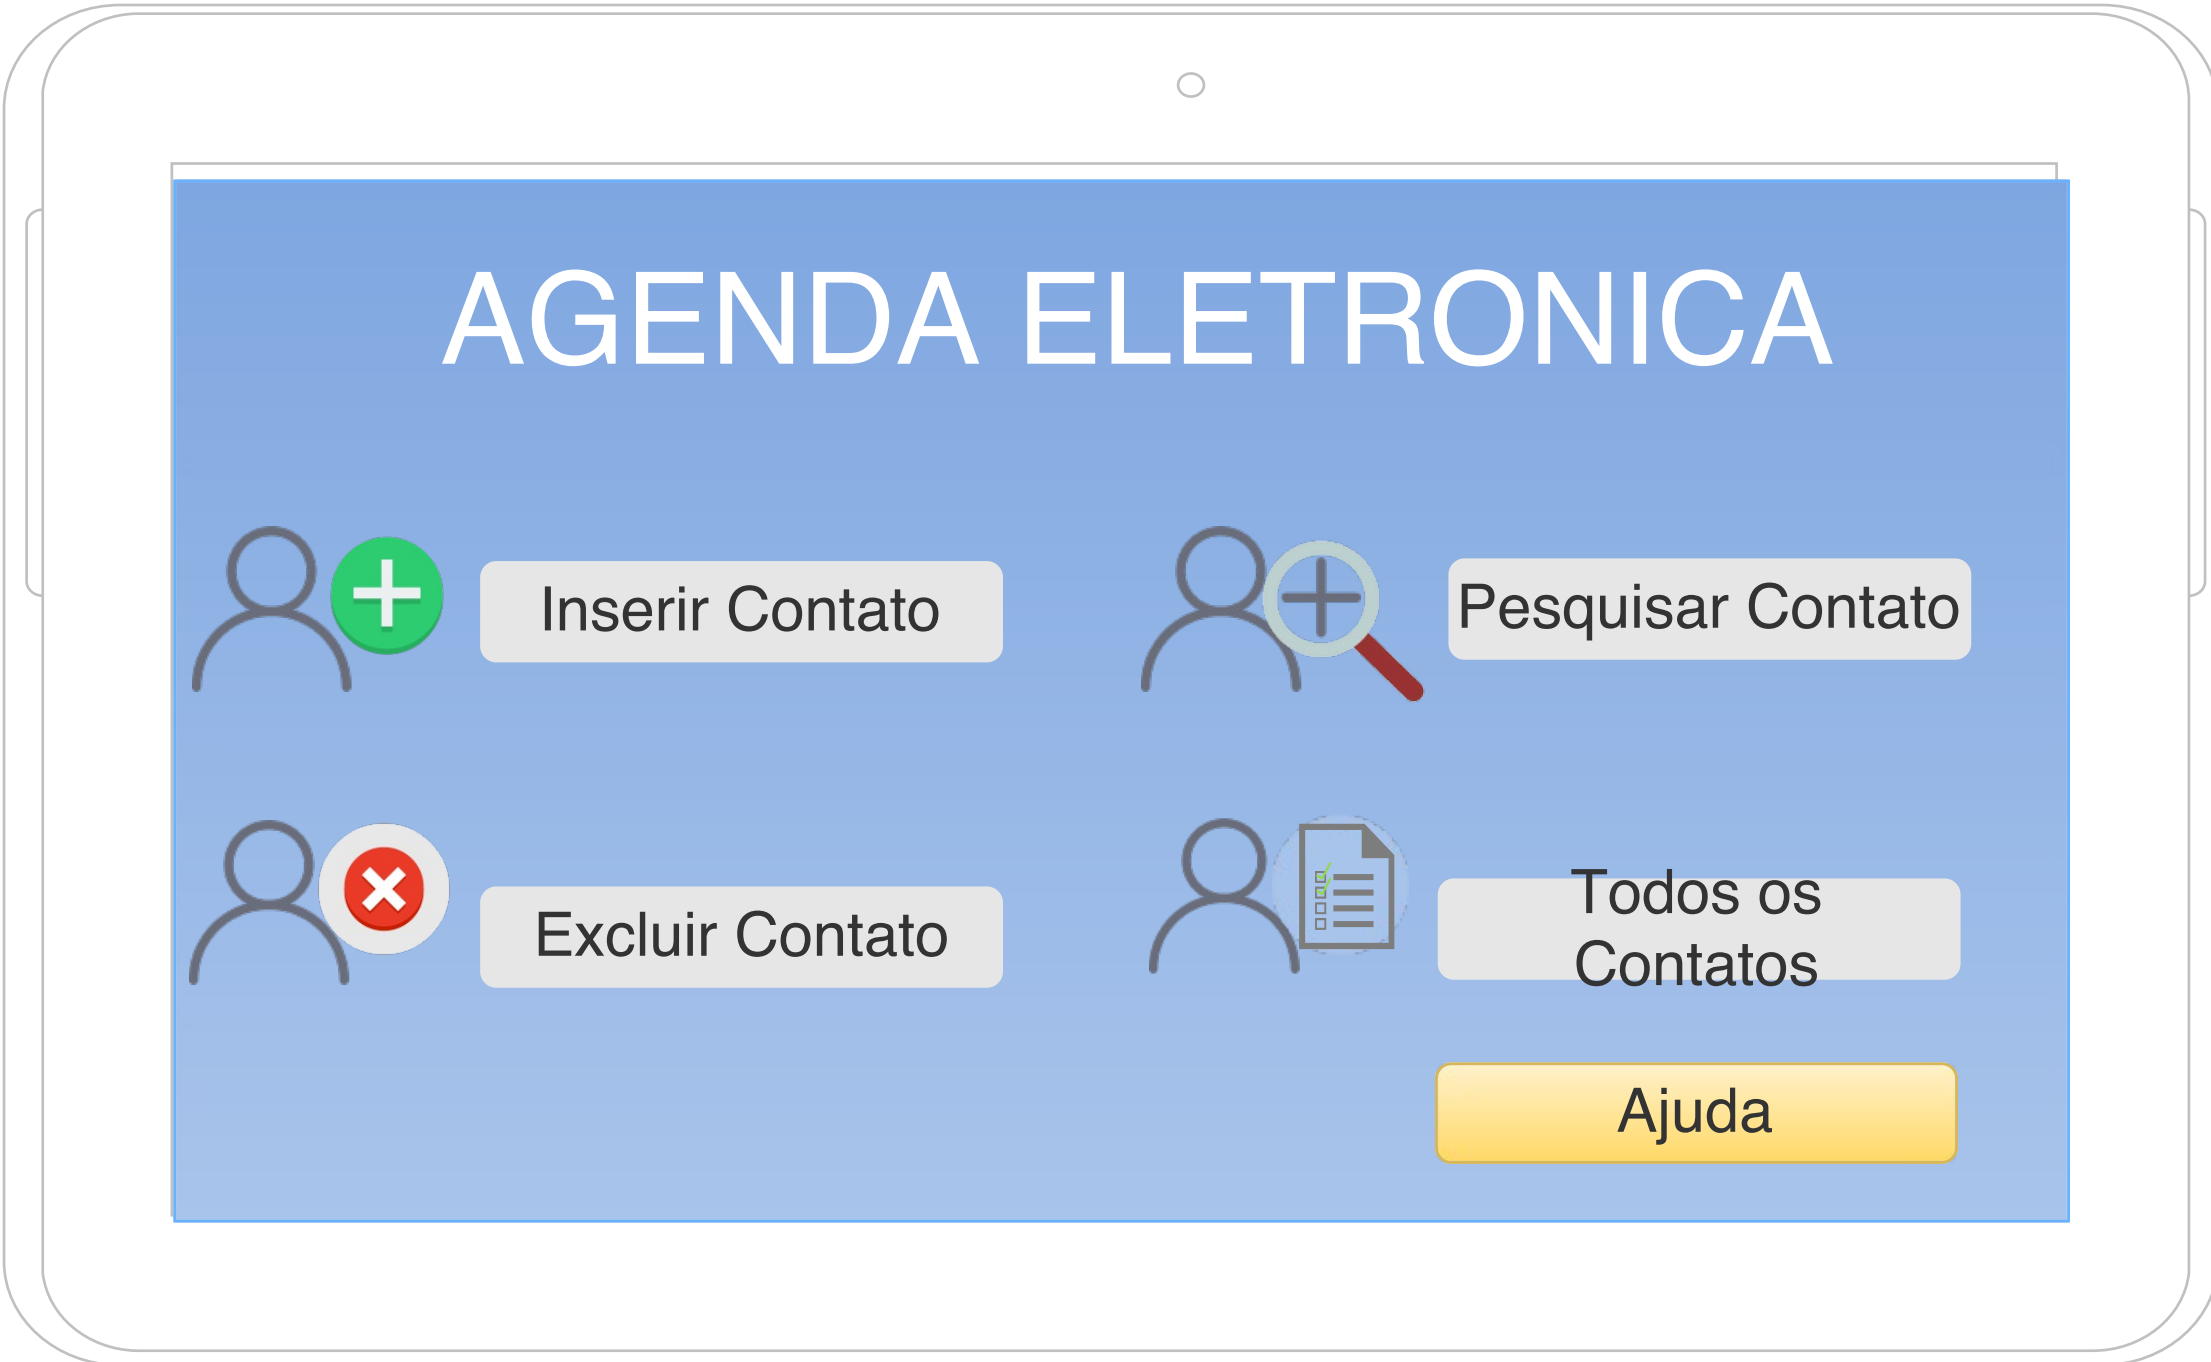 AGENDA ELETRONICA
Inserir Contato
Pesquisar Contato
Excluir Contato
Todos os
Contatos
Ajuda